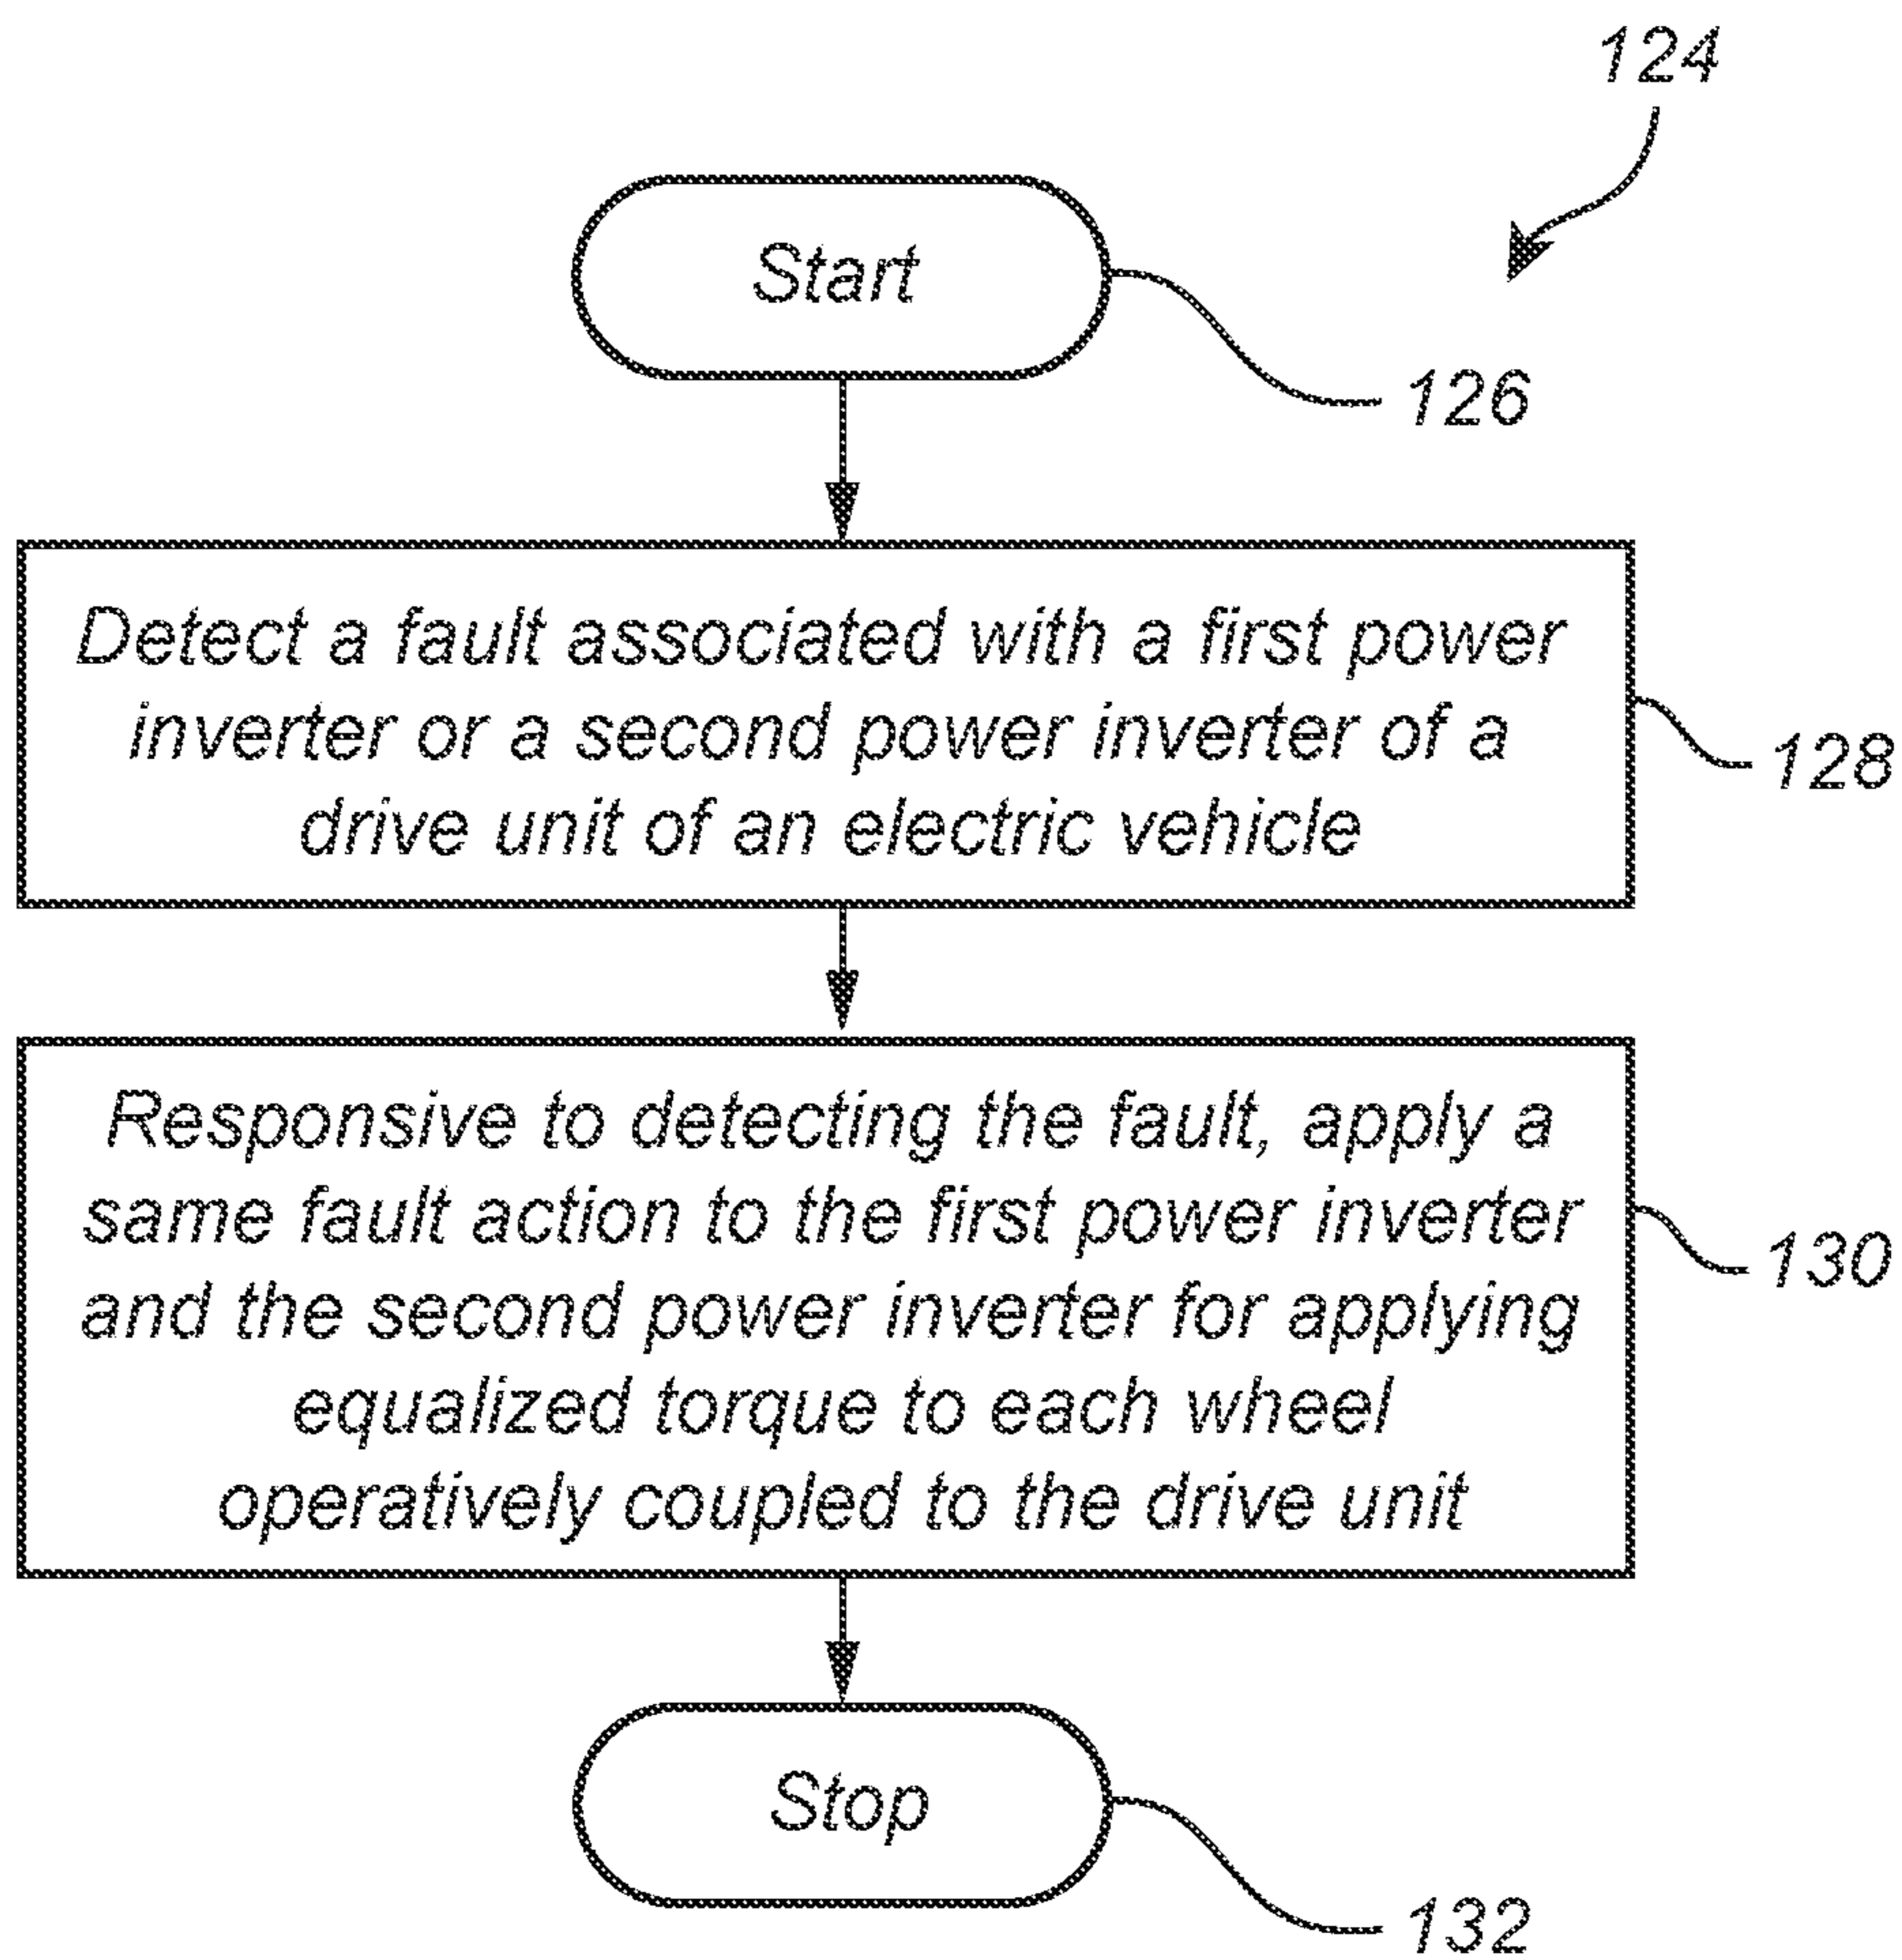 124
Start
126
Detect a fault associated with a first power
inverter or a second power inverter of a
drive unit of an electric vehicle
128
Responsive to detecting the fault, apply a
same fault action to the first power inverter
and the second power inverter for applying
equalized torque to each wheel
operatively coupled to the drive unit
130
Stop
132